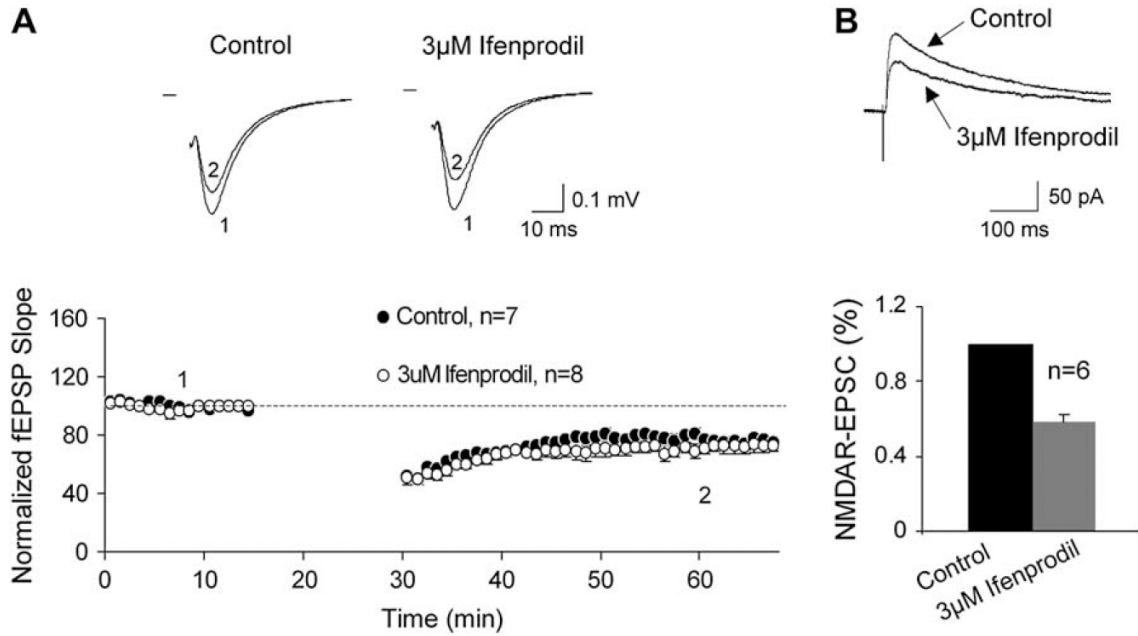 A
Control
3µM Ifenprodil
2
1
2
1
0.1 mV
10 ms
Normalized fEPSP Slope
160
120
80
40
0
1
Control, n=7
3uM Ifenprodil, n=8
2
0
10
20
30
40
50
60
Time (min)
B
Control
3µM Ifenprodil
50 pA
100 ms
NMDAR-EPSC (%)
1.2
0.8
0.4
0
n=6
Control
3µM Ifenprodil